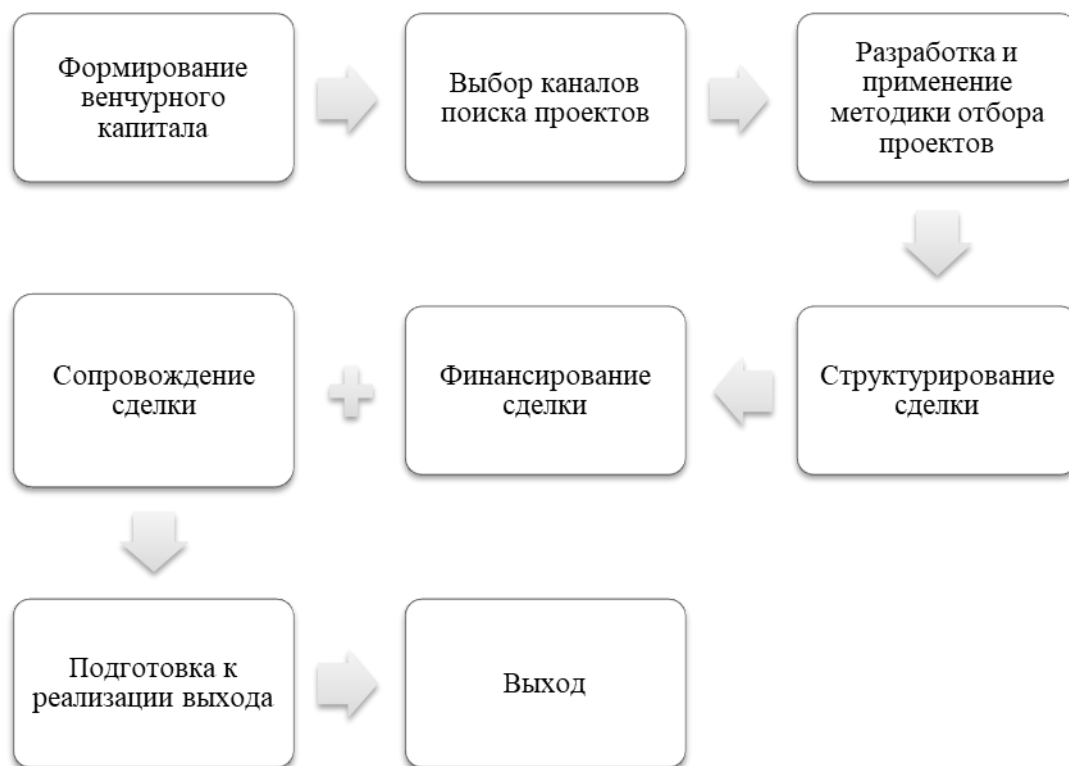 Формирование
венчурного
капитала
Выбор каналов
поиска проектов
Разработка и
применение
методики отбора
проектов
Сопровождение
сделки
Финансирование
сделки
Структурирование
сделки
Подготовка к
реализации выхода
Выход